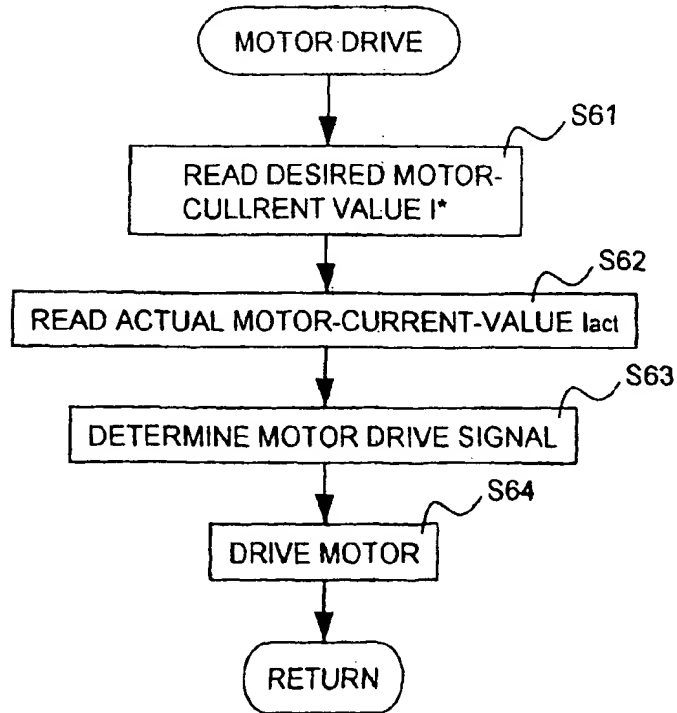 MOTOR DRIVE
S61
READ DESIRED MOTOR-
CULLRENT VALUE I*
S62
READ ACTUAL MOTOR-CURRENT-VALUE Iact
S63
DETERMINE MOTOR DRIVE SIGNAL
S64
DRIVE MOTOR
RETURN